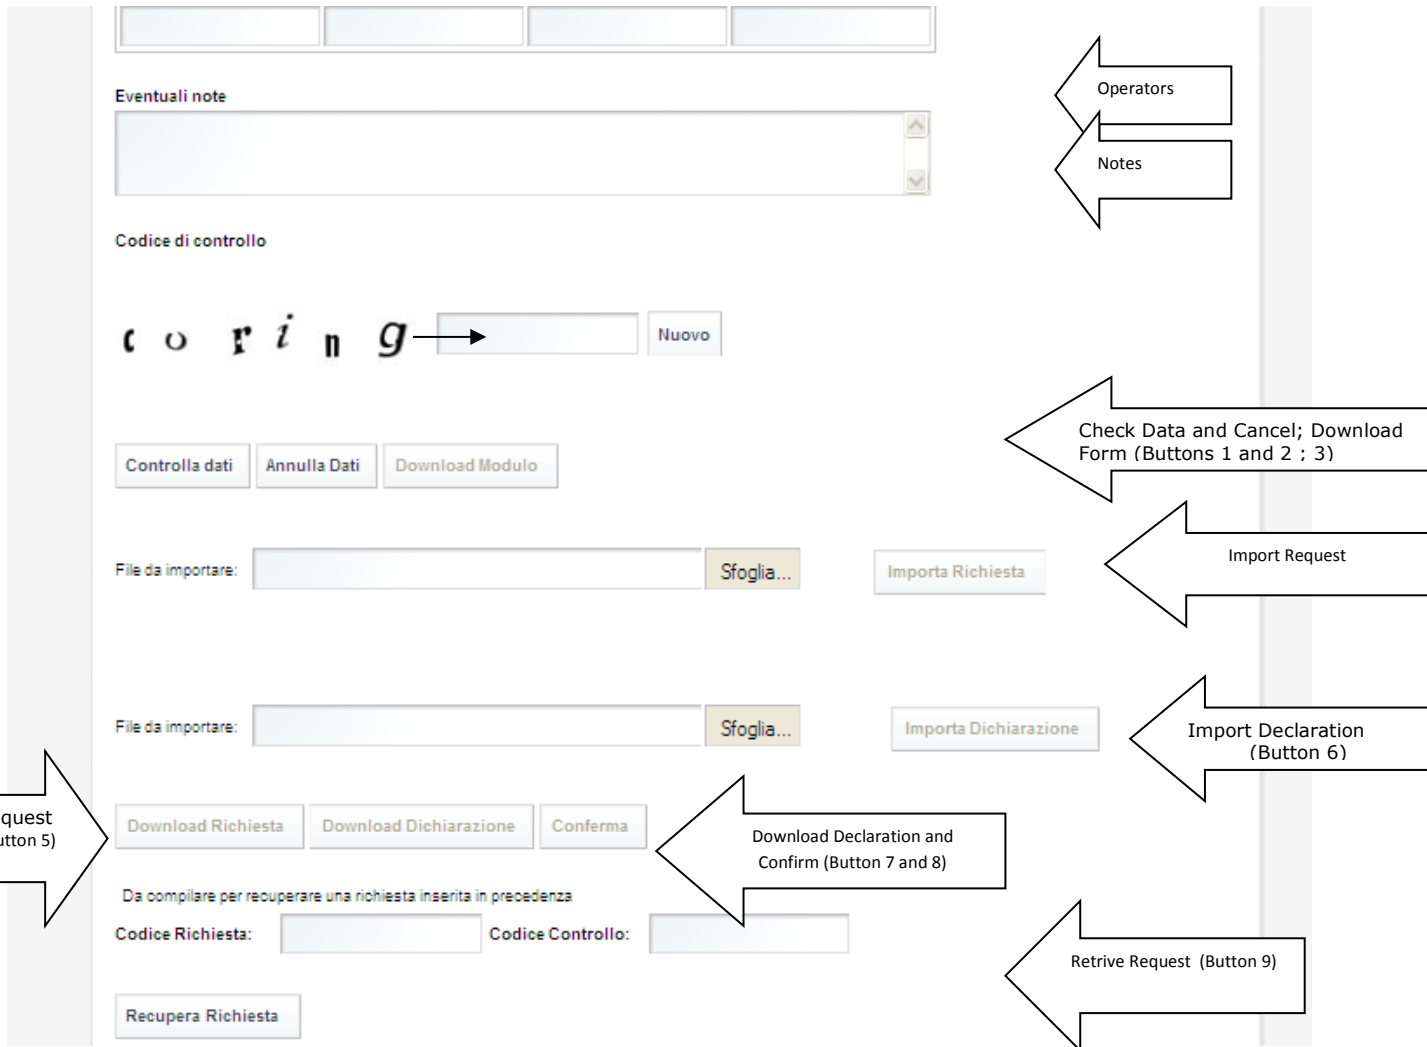 Operators
Eventuali note
Notes
Codice di controllo
c o r i n g
Nuovo
Check Data and Cancel; Download
Form (Buttons 1 and 2 ; 3)
Controlla dati Annulla Dati Download Modulo
Import Request
File da importare: Sfoglia... Importa Richiesta
File da importare: Sfoglia... Importa Dichiarazione
Import Declaration
(Button 6)
quest
utton 5)
Download Richiesta Download Dichiarazione Conferma
Download Declaration and
Confirm (Button 7 and 8)
Da compilare per recuperare una richiesta inserita in precedenza
Codice Richiesta: Codice Controllo:
Retrive Request (Button 9)
Recupera Richiesta